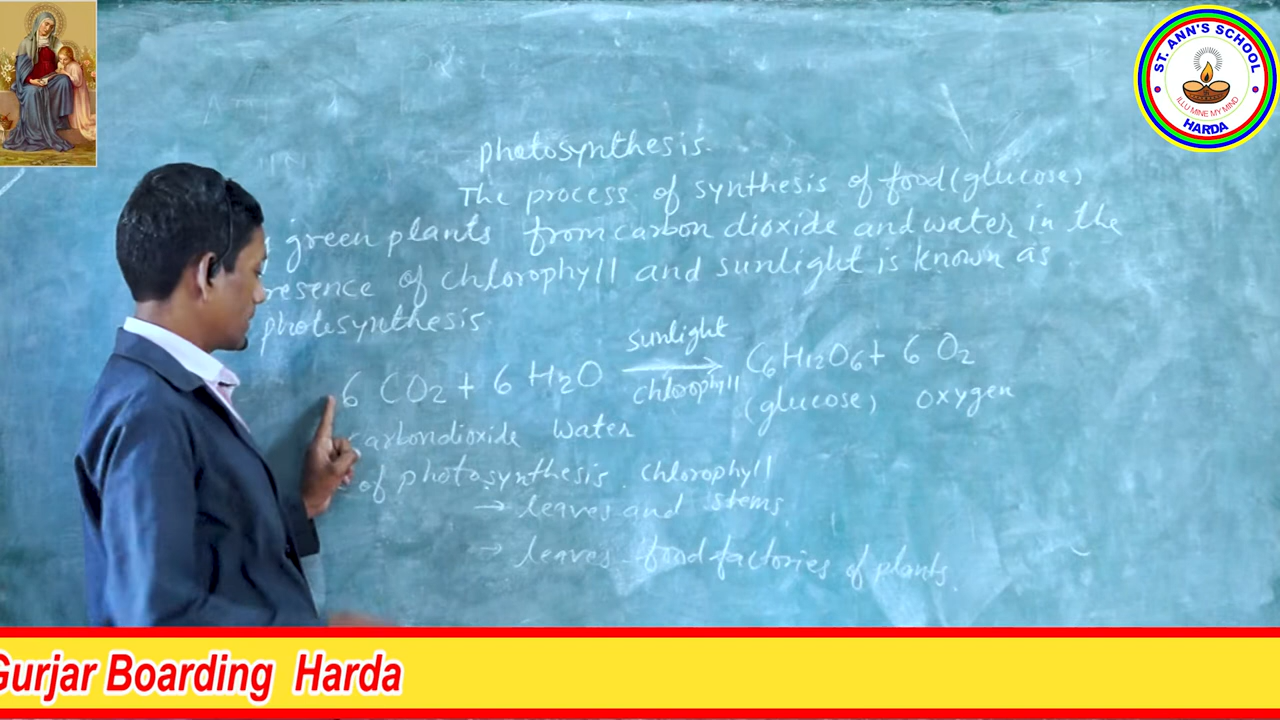 ST. ANN'S SCHOOL
ILLU MINE MY MIND
HARDA
photosynthesis.
The process of synthesis of food (glucose)
green plants from carbon dioxide and water in the
resence of chlorophyll and sunlight is known as
photosynthesis
sunlight
6 CO2 + 6 H2O → C6H12O6 + 6 O2
chlorophyll
carbondioxide water (glucose) oxygen
of photosynthesis. chlorophyll
→ leaves and stems
→ leaves - food factories of plants.
Gurjar Boarding Harda